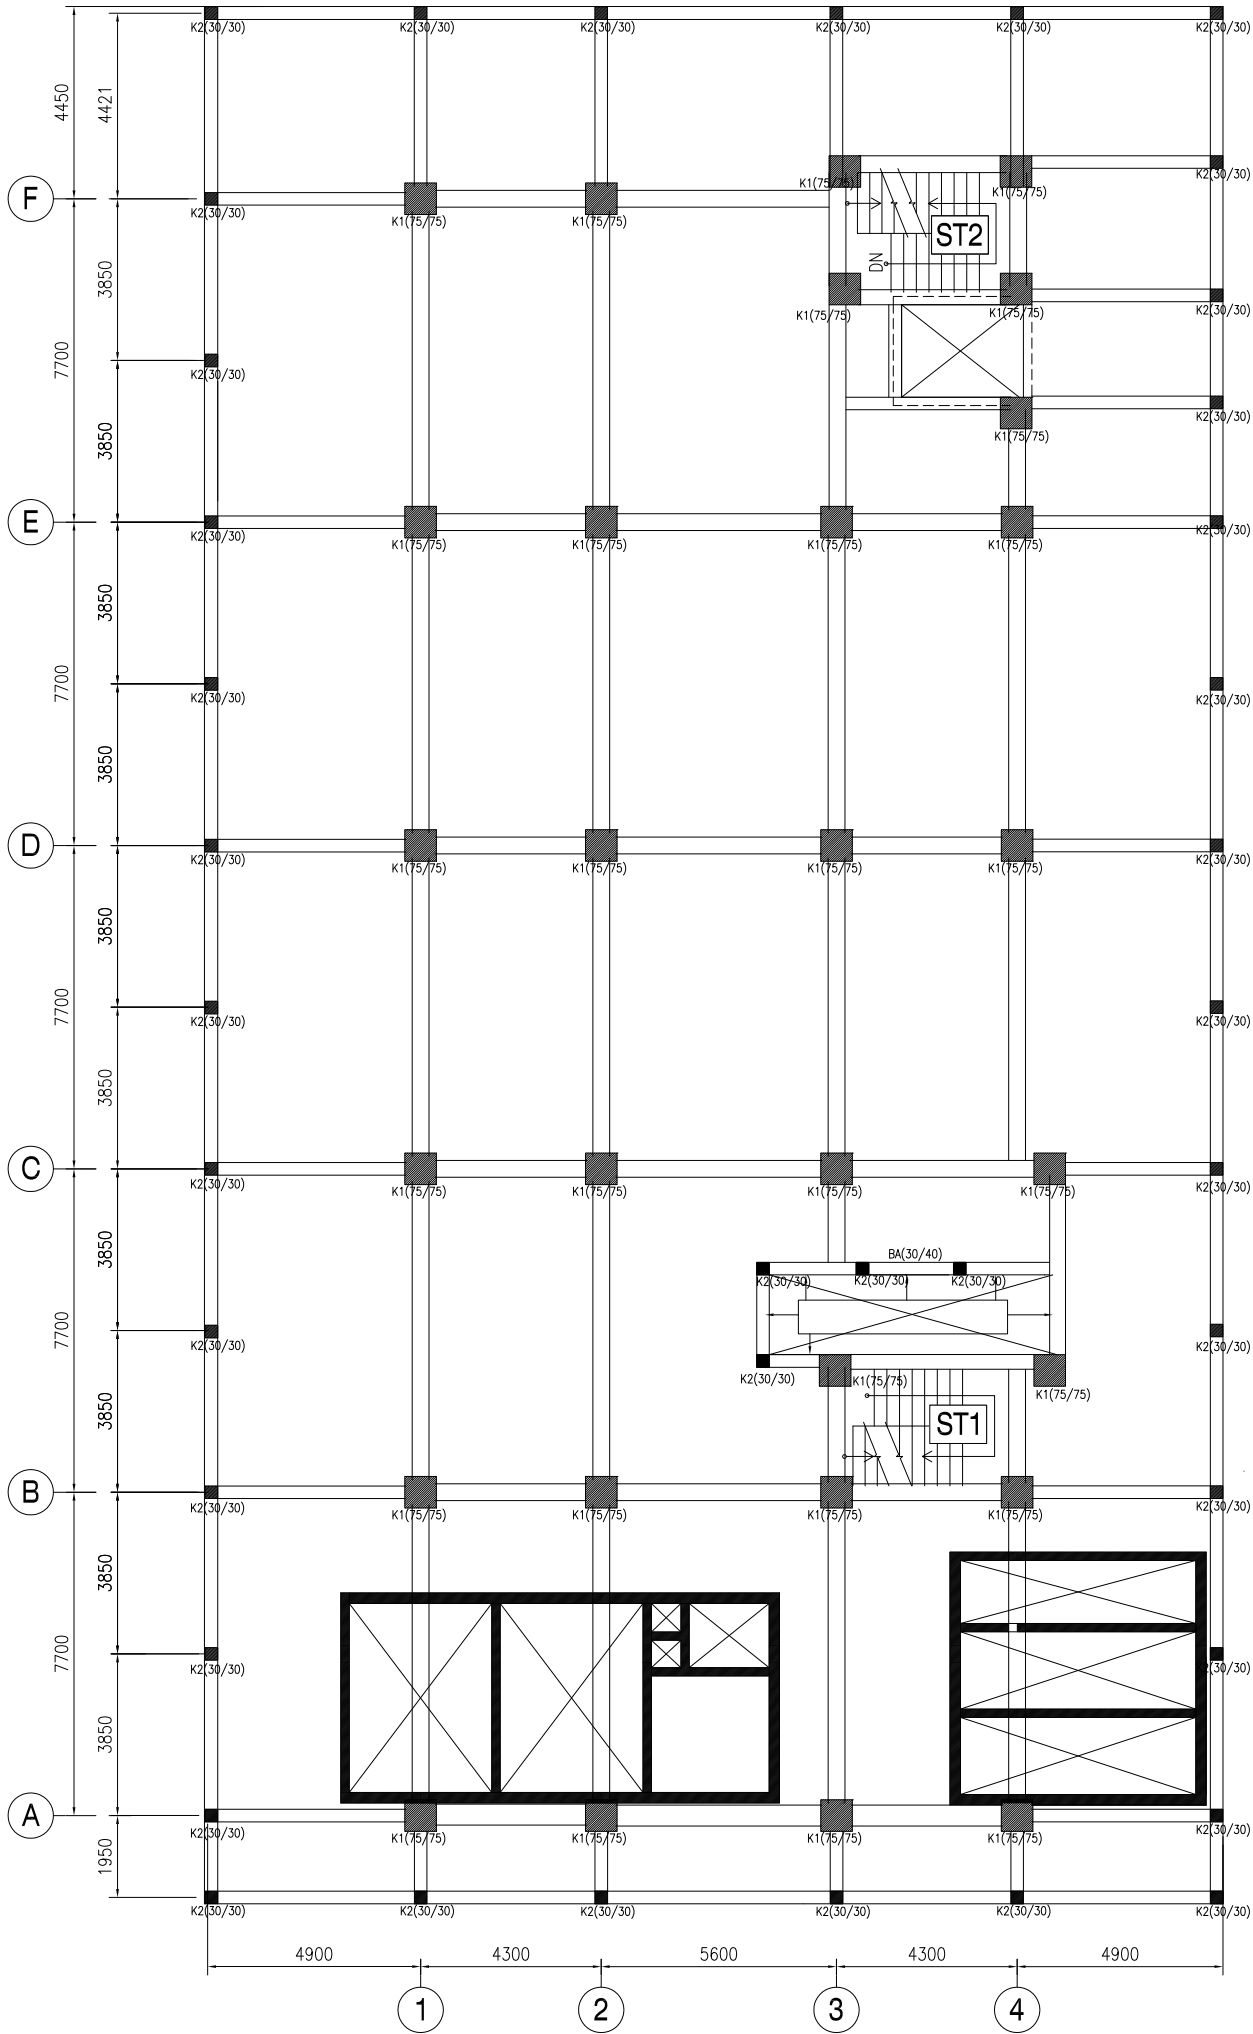 K2(30/30) K2(30/30) K2(30/30) K2(30/30) K2(30/30) K2(30/30)
4450 4421
K1(75/75) K1(75/75) K2(30/30)
F K2(30/30) K1(75/75) K1(75/75)
ST2
DN
3850
K1(75/75) K1(75/75) K2(30/30)
7700
K2(30/30)
K2(30/30)
3850 K1(75/75)
E K2(30/30) K1(75/75) K1(75/75) K1(75/75) K1(75/75) K2(30/30)
3850
7700
K2(30/30) K2(30/30)
3850
D K2(30/30) K1(75/75) K1(75/75) K1(75/75) K1(75/75) K2(30/30)
3850
7700
K2(30/30) K2(30/30)
3850
C K2(30/30) K1(75/75) K1(75/75) K1(75/75) K1(75/75) K2(30/30)
3850
BA(30/40)
K2(30/30) K2(30/30) K2(30/30)
7700
K2(30/30) K2(30/30)
K2(30/30) K1(75/75) K1(75/75)
3850
ST1
B K2(30/30) K1(75/75) K1(75/75) K1(75/75) K1(75/75) K2(30/30)
3850
7700
K2(30/30) K2(30/30)
3850
A K2(30/30) K1(75/75) K1(75/75) K1(75/75) K1(75/75) K2(30/30)
1950
K2(30/30) K2(30/30) K2(30/30) K2(30/30) K2(30/30) K2(30/30)
4900 4300 5600 4300 4900
1 2 3 4